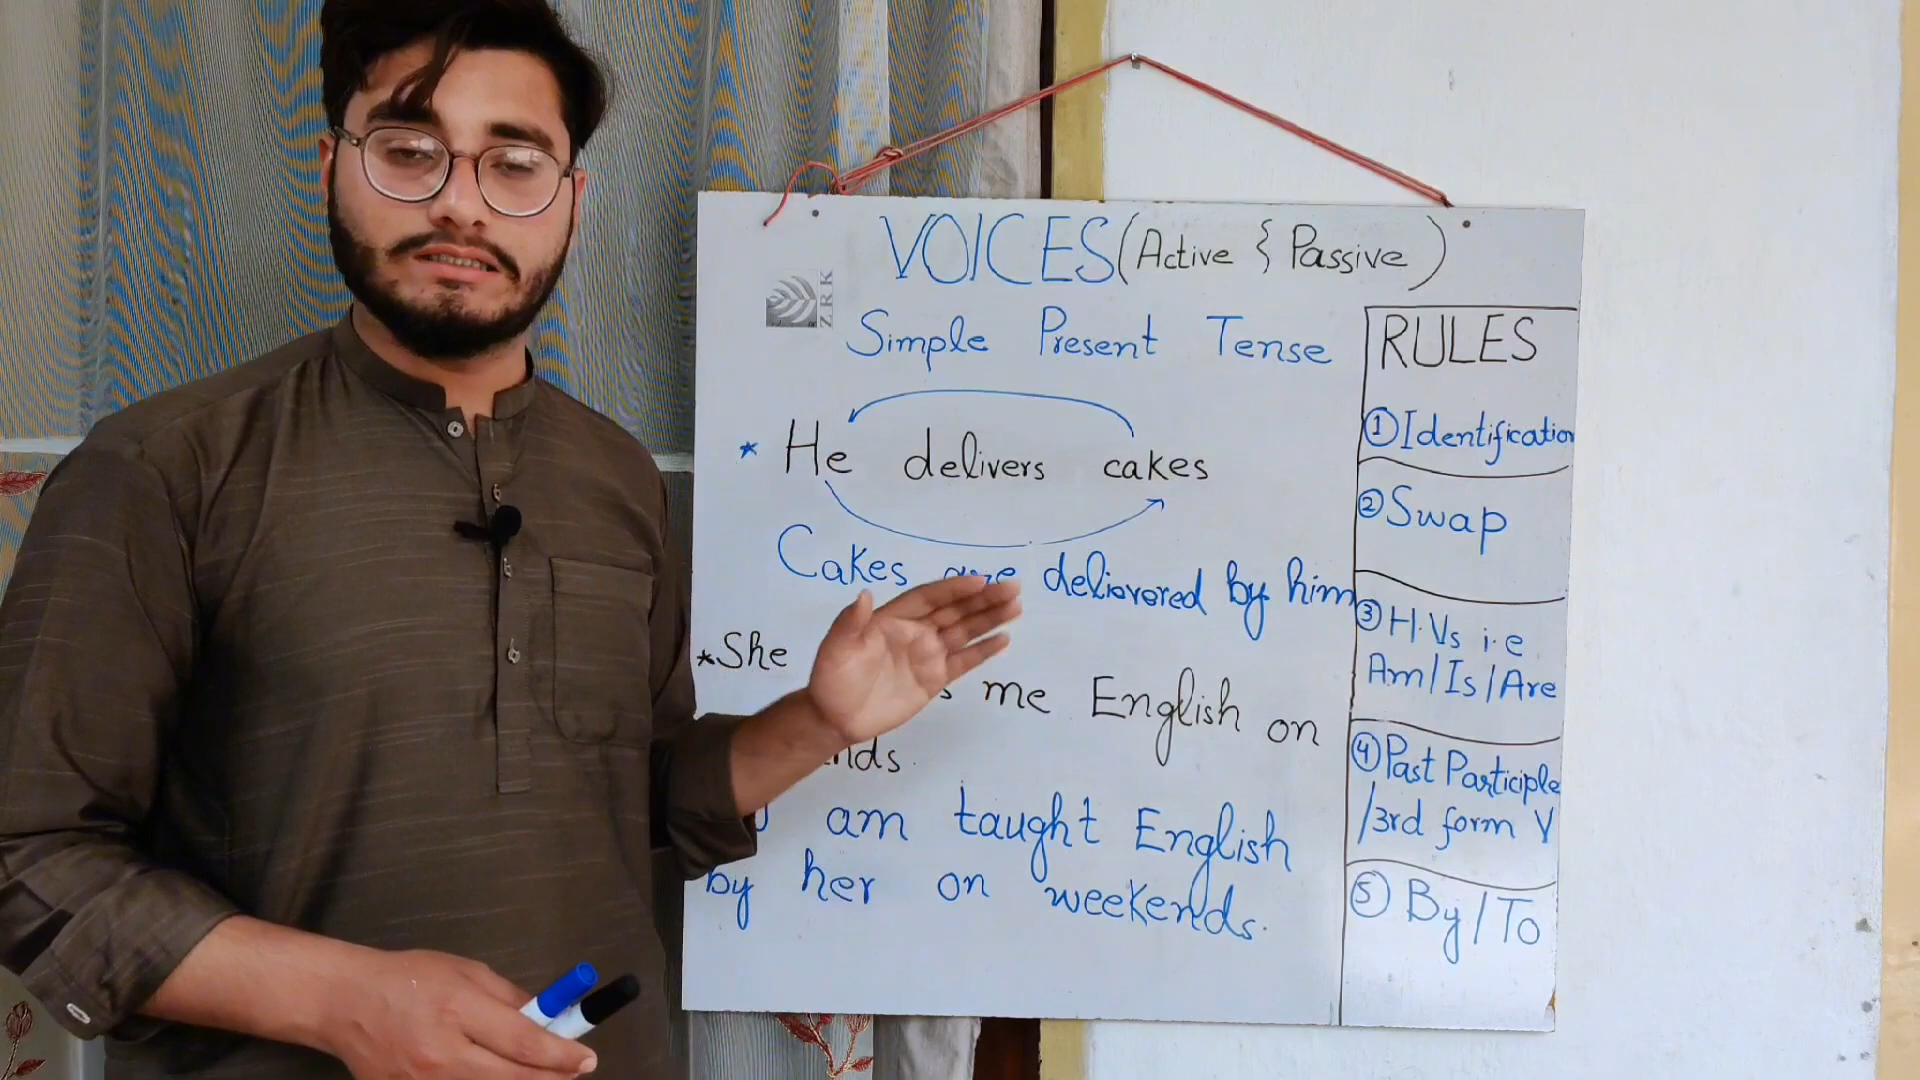 VOICES (Active & Passive)
Z.R.K
Simple Present Tense
* He delivers cakes
Cakes are deliovered by him
*She me English on
am taught English
by her on weekends.
RULES
① Identification
② Swap
③ H.Vs i.e
Am/Is/Are
④ Past Participle
/3rd form V
⑤ By/To